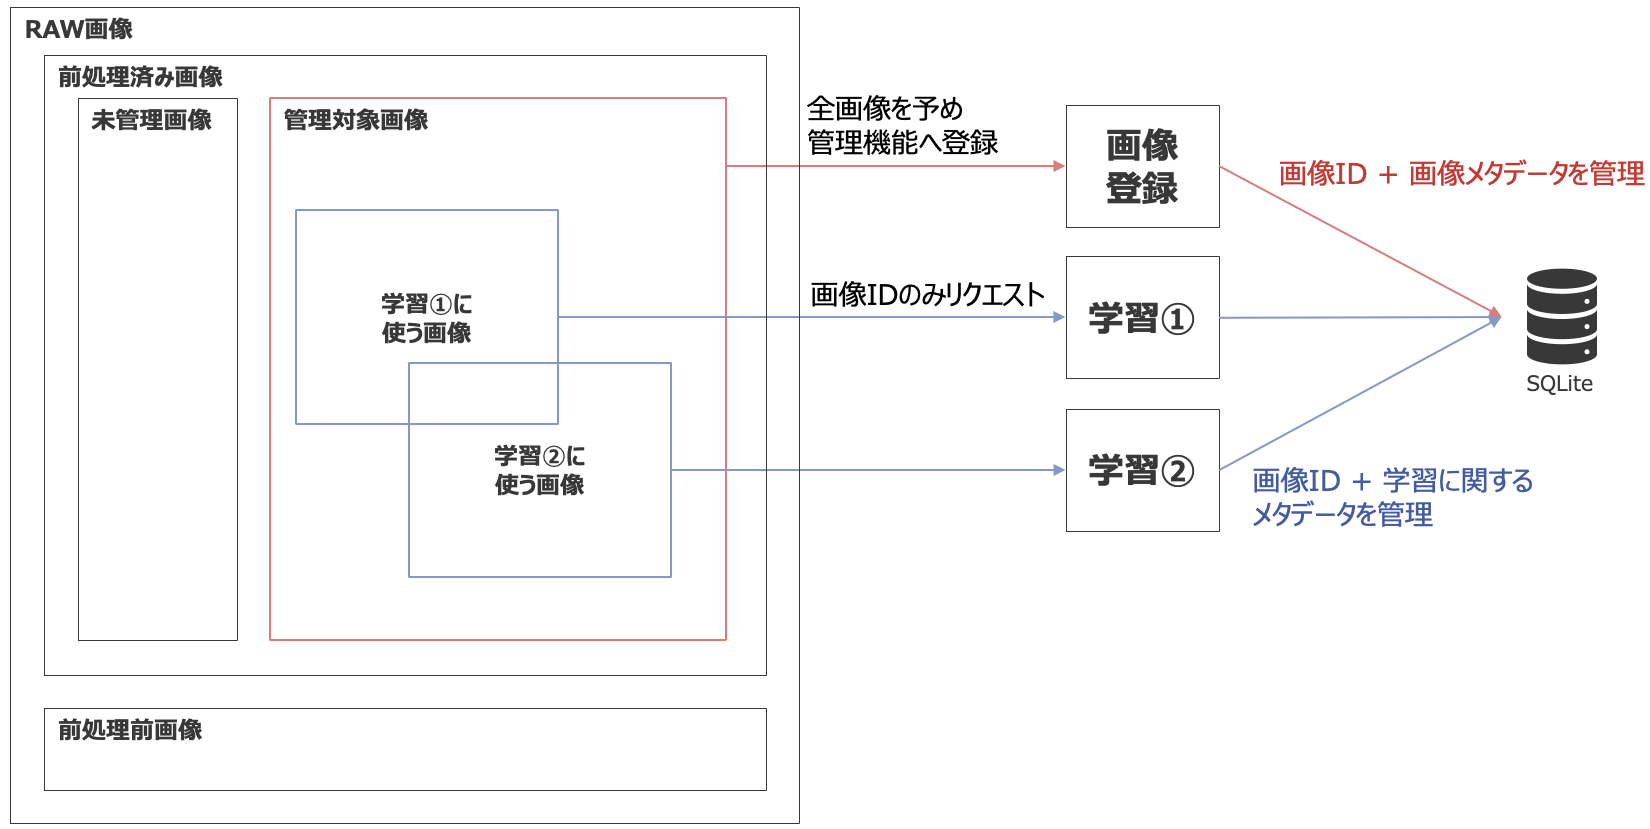 RAW画像
前処理済み画像
未管理画像
管理対象画像
学習①に
使う画像
学習②に
使う画像
前処理前画像
全画像を予め
管理機能へ登録
画像IDのみリクエスト
画像
登録
学習①
学習②
画像ID + 画像メタデータを管理
SQLite
画像ID + 学習に関する
メタデータを管理